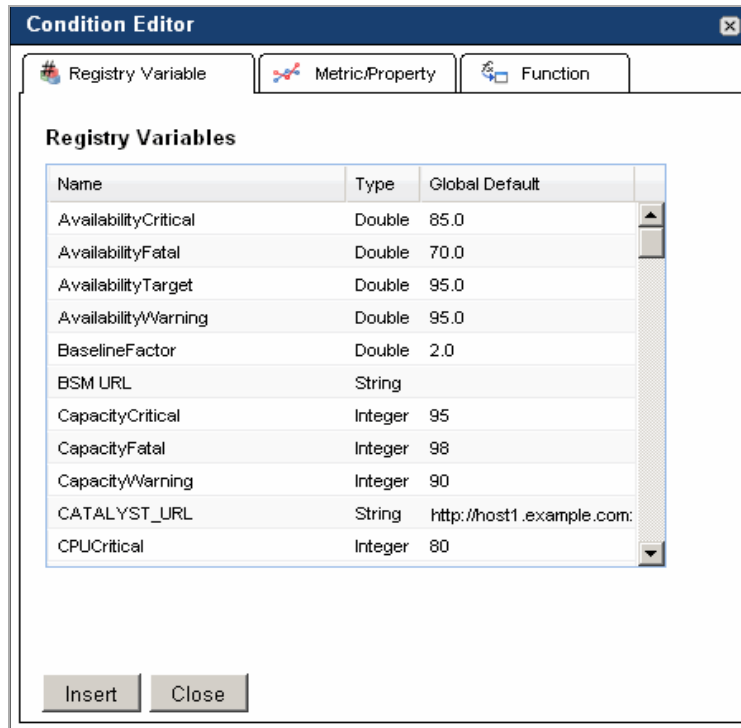 Condition Editor
Registry Variable Metric/Property Function
Registry Variables
Name Type Global Default
AvailabilityCritical Double 85.0
AvailabilityFatal Double 70.0
AvailabilityTarget Double 95.0
AvailabilityWarning Double 95.0
BaselineFactor Double 2.0
BSM URL String
CapacityCritical Integer 95
CapacityFatal Integer 98
CapacityWarning Integer 90
CATALYST_URL String http://host1.example.com:
CPUCritical Integer 80
Insert Close